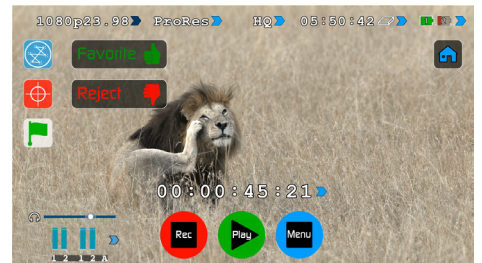 1080p23.98 ProRes HQ 05:50:42
Favorite
Reject
00:00:45:21
Rec Play Menu
1 2 1 2 A